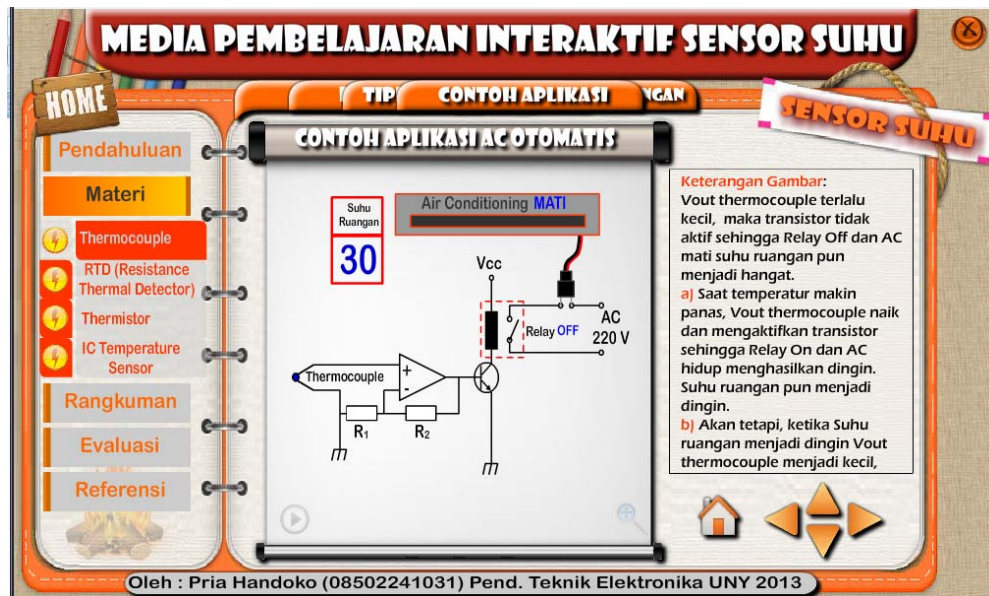 MEDIA PEMBELAJARAN INTERAKTIF SENSOR SUHU
HOME
TIP
CONTOH APLIKASI
NGAN
SENSOR SUHU
Pendahuluan
Materi
Thermocouple
RTD (Resistance
Thermal Detector)
Thermistor
IC Temperature
Sensor
Rangkuman
Evaluasi
Referensi
CONTOH APLIKASI AC OTOMATIS
Suhu
Ruangan
30
Air Conditioning MATI
Vcc
Relay OFF
AC
220 V
Thermocouple
+
-
R1
R2
Keterangan Gambar:
Vout thermocouple terlalu
kecil, maka transistor tidak
aktif sehingga Relay Off dan AC
mati suhu ruangan pun
menjadi hangat.
a) Saat temperatur makin
panas, Vout thermocouple naik
dan mengaktifkan transistor
sehingga Relay On dan AC
hidup menghasilkan dingin.
Suhu ruangan pun menjadi
dingin.
b) Akan tetapi, ketika Suhu
ruangan menjadi dingin Vout
thermocouple menjadi kecil,
Oleh : Pria Handoko (08502241031) Pend. Teknik Elektronika UNY 2013